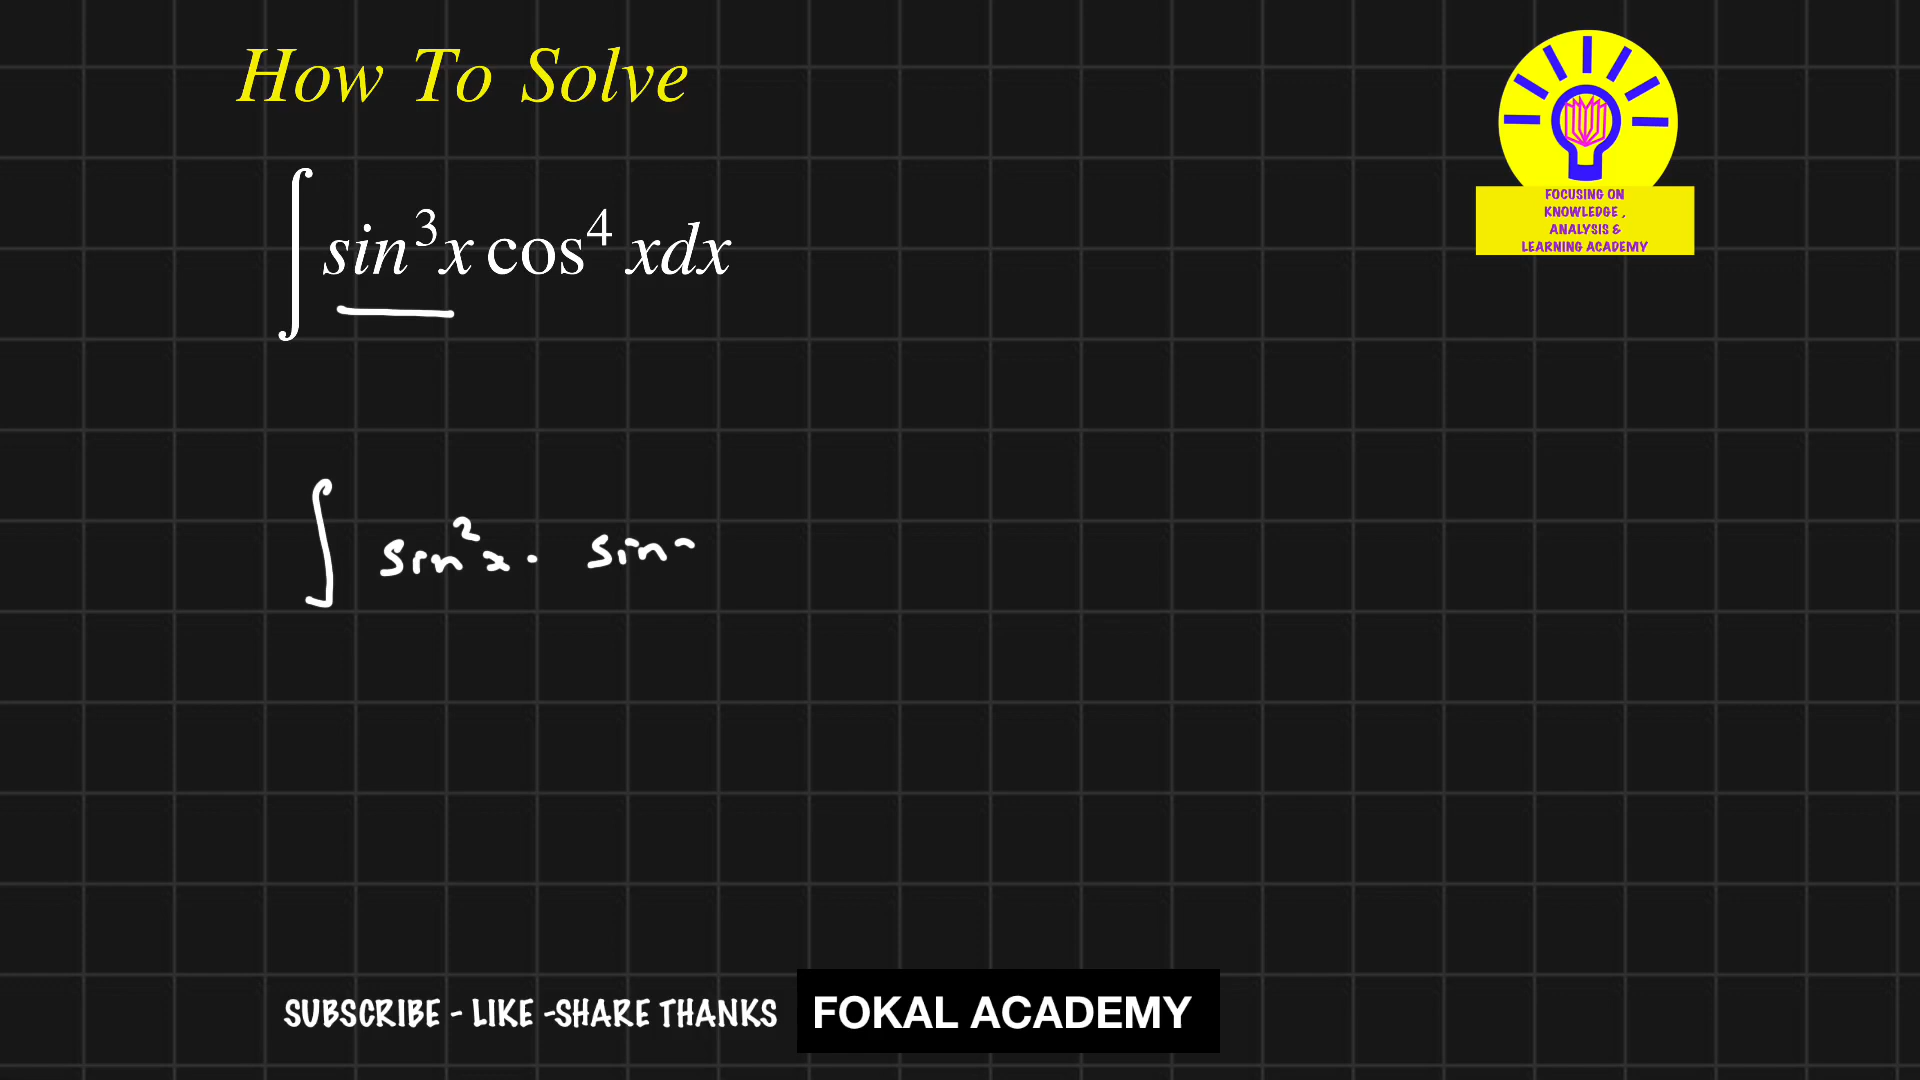 How To Solve
∫ sin³x cos⁴ xdx
∫ sin²x · sin
FOCUSING ON
KNOWLEDGE ,
ANALYSIS &
LEARNING ACADEMY
SUBSCRIBE - LIKE -SHARE THANKS
FOKAL ACADEMY